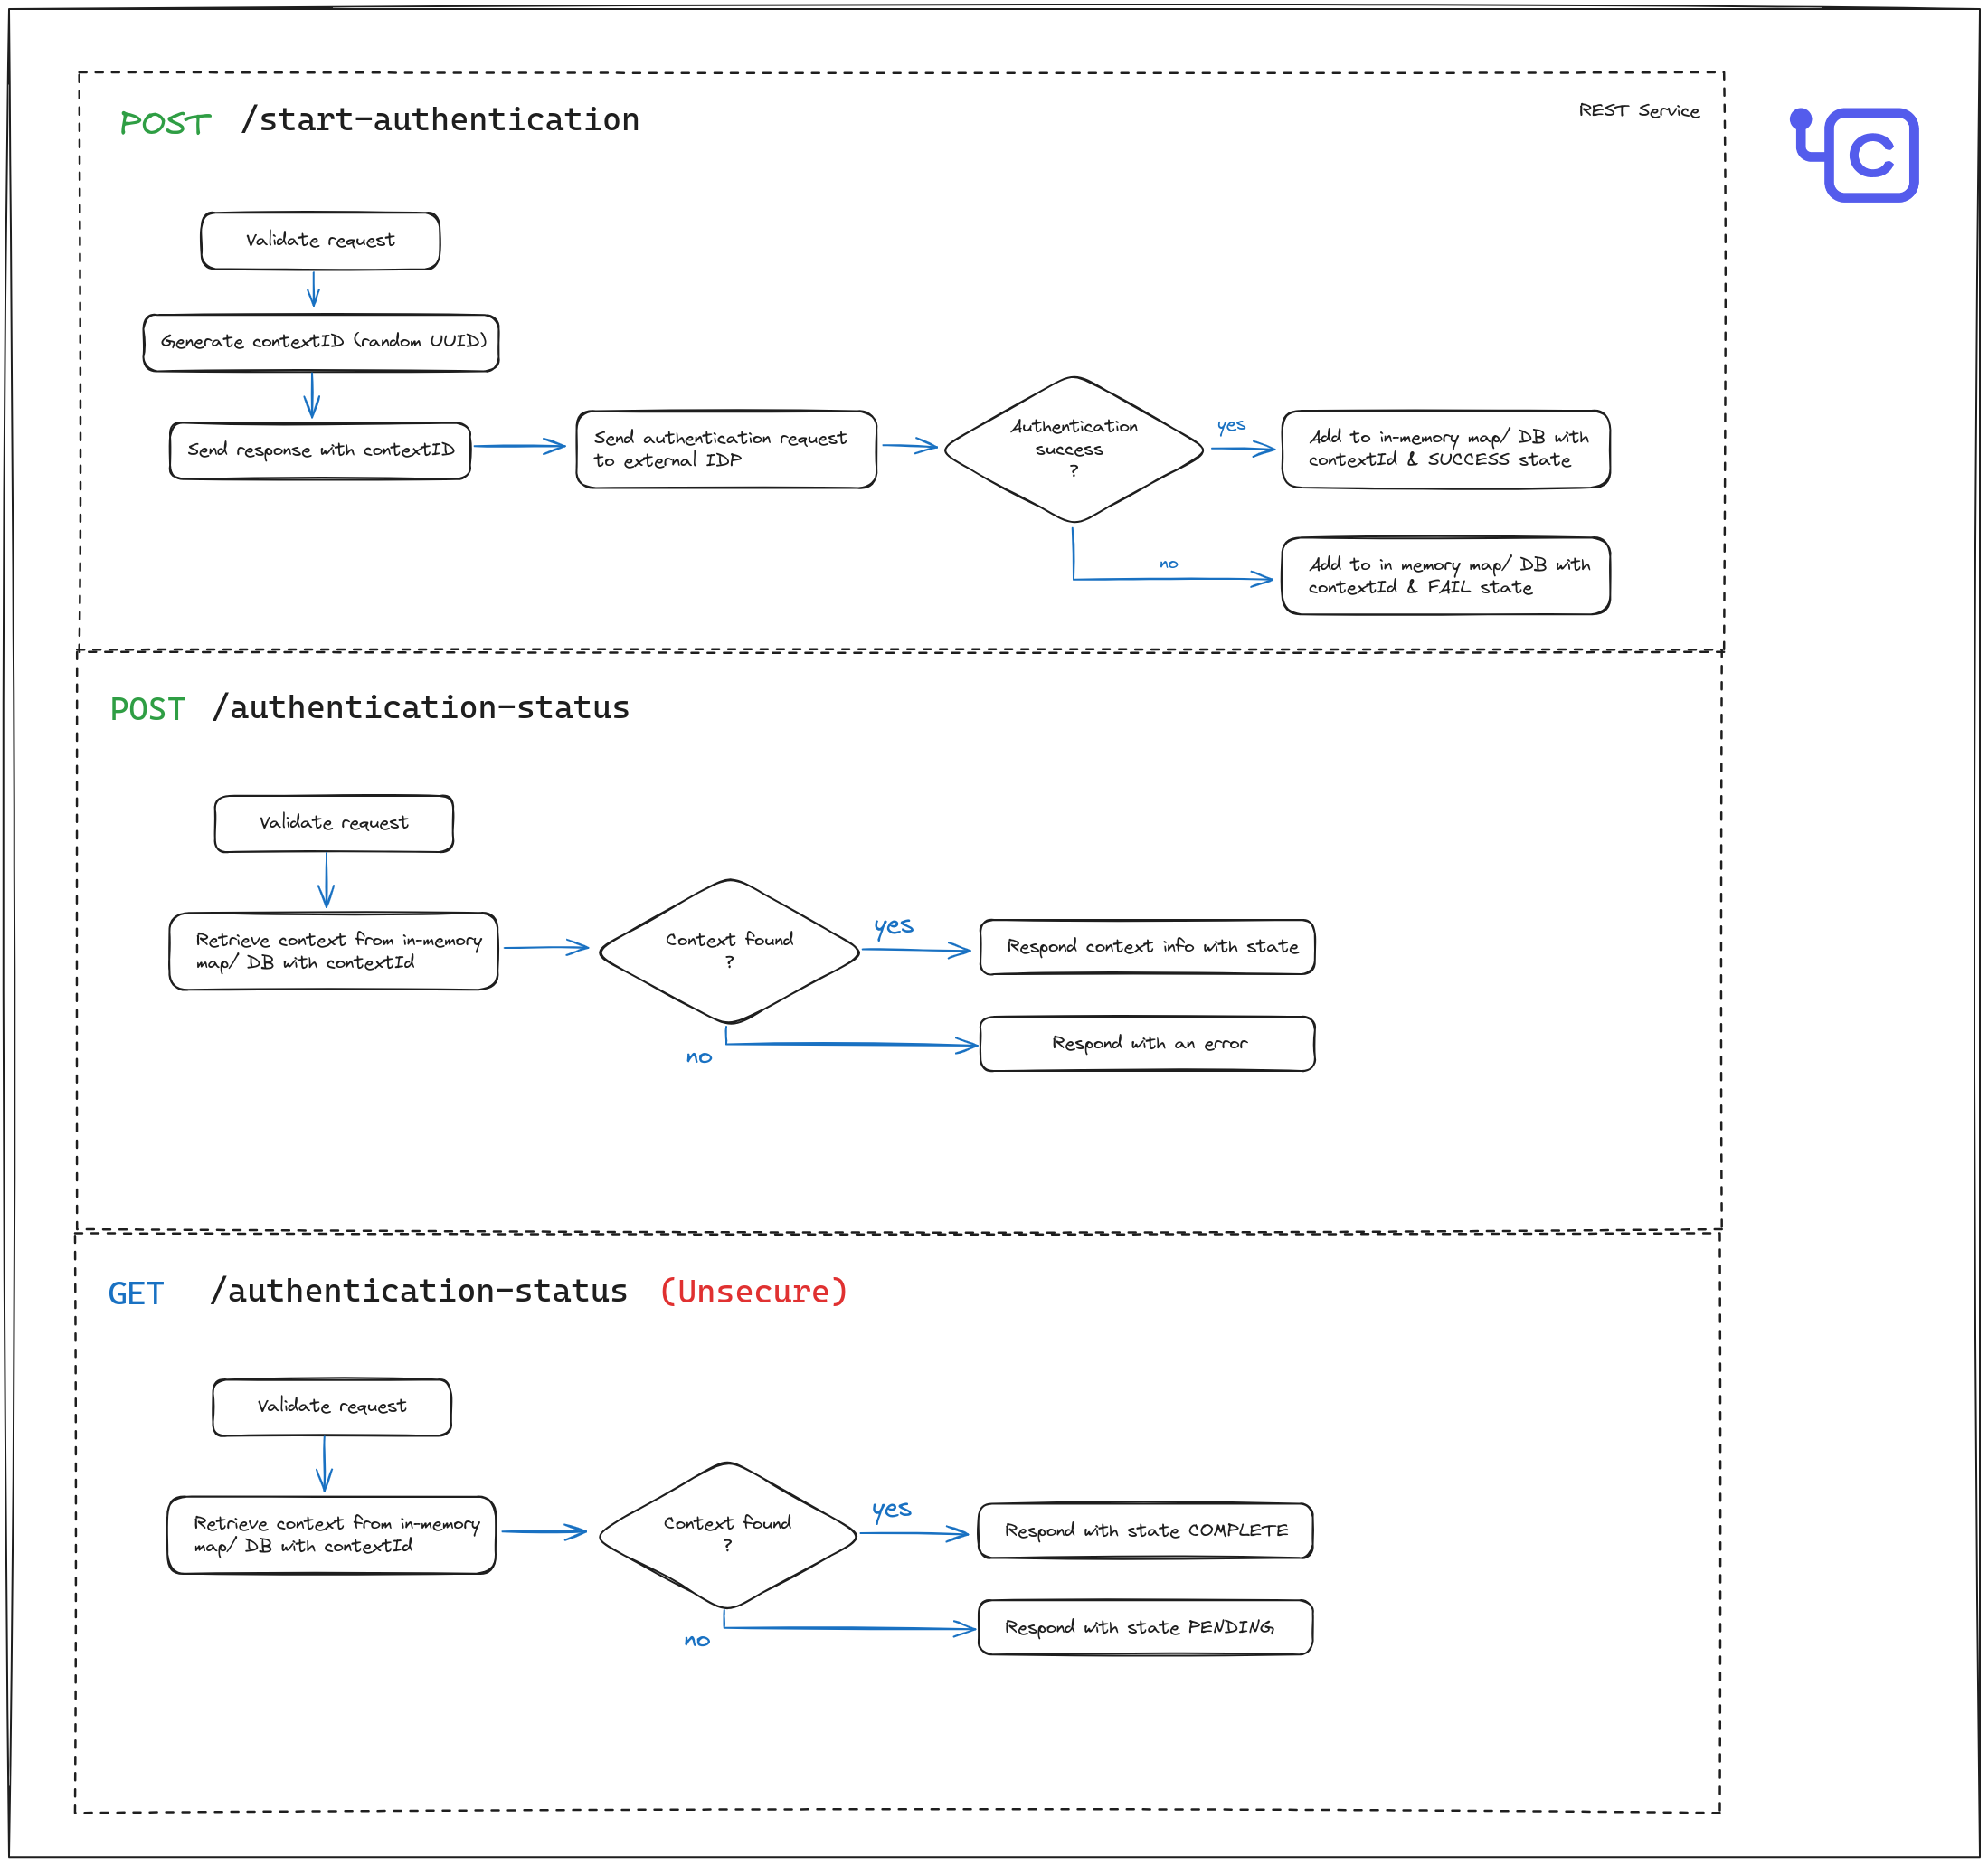 POST /start-authentication
REST Service
C
Validate request
Generate contextID (random UUID)
Send response with contextID
Send authentication request
to external IDP
Authentication
success
?
yes
Add to in-memory map/ DB with
contextId & SUCCESS state
no
Add to in memory map/ DB with
contextId & FAIL state
POST /authentication-status
Validate request
Retrieve context from in-memory
map/ DB with contextId
Context found
?
yes
Respond context info with state
no
Respond with an error
GET /authentication-status (Unsecure)
Validate request
Retrieve context from in-memory
map/ DB with contextId
Context found
?
yes
Respond with state COMPLETE
no
Respond with state PENDING